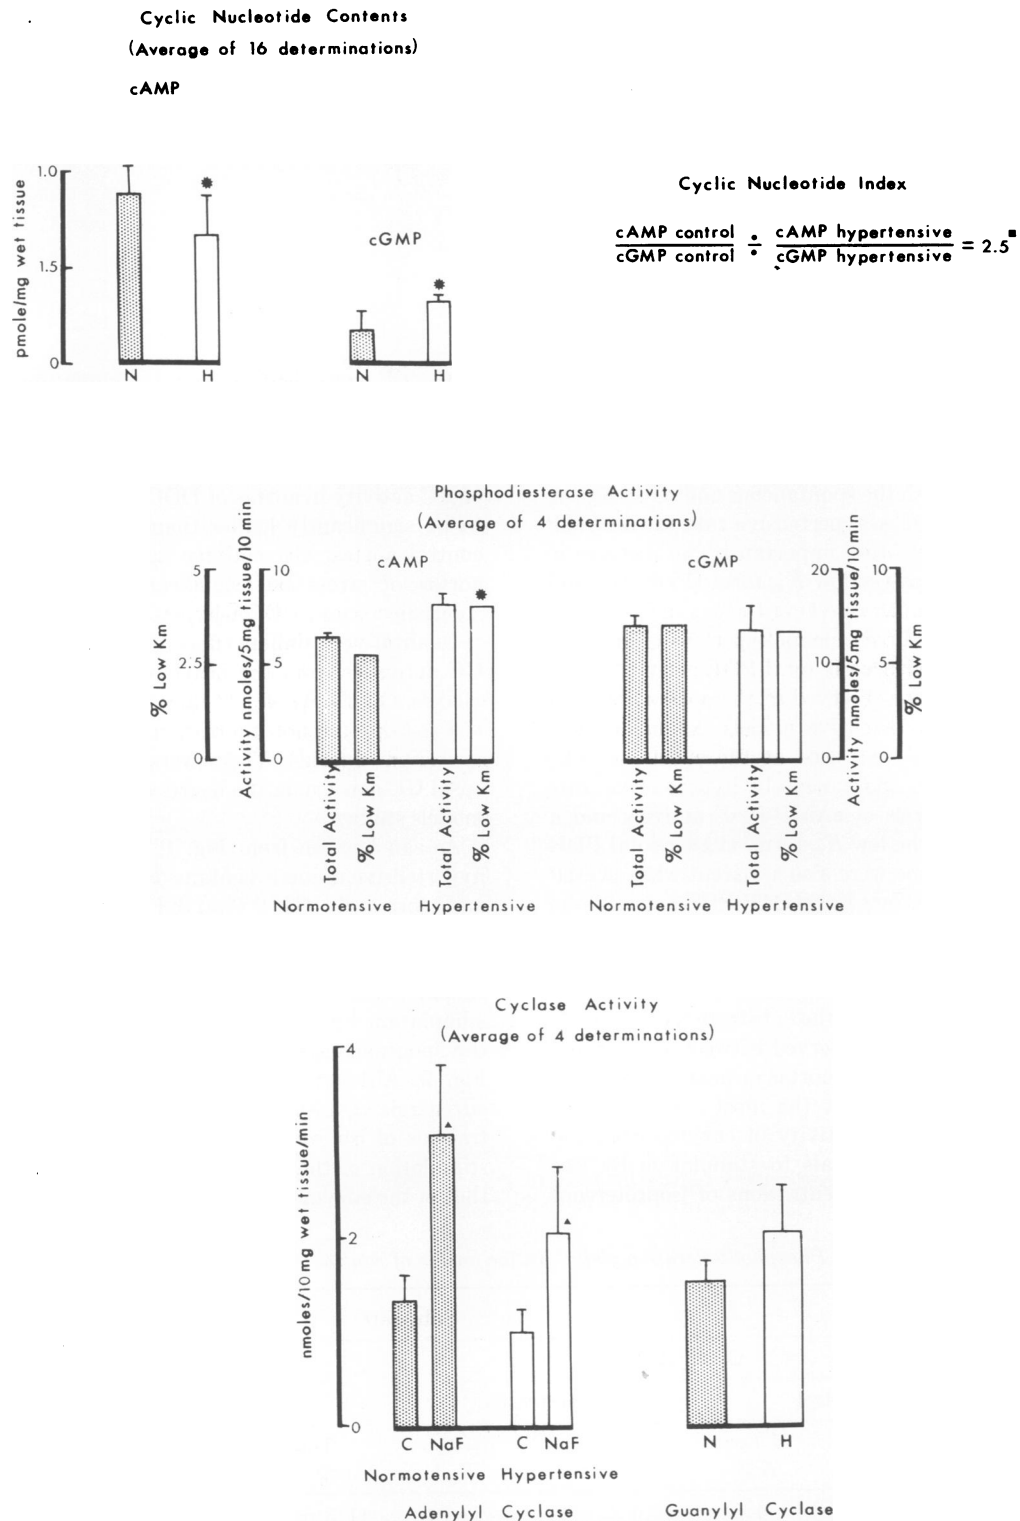 Cyclic Nucleotide Contents
(Average of 16 determinations)
cAMP
pmole/mg wet tissue
1.0
1.5
0
N
H
cGMP
N
H
Cyclic Nucleotide Index
cAMP control ÷ cAMP hypertensive = 2.5
cGMP control cGMP hypertensive
Phosphodiesterase Activity
(Average of 4 determinations)
cAMP
% Low Km
5
2.5
0
Activity nmoles/5mg tissue/10 min
10
5
0
Total Activity
% Low Km
Total Activity
% Low Km
Normotensive Hypertensive
cGMP
20
10
0
Activity nmoles/5mg tissue/10 min
10
5
0
% Low Km
Total Activity
% Low Km
Total Activity
% Low Km
Normotensive Hypertensive
Cyclase Activity
(Average of 4 determinations)
nmoles/10 mg wet tissue/min
4
2
0
C NaF C NaF
Normotensive Hypertensive
Adenylyl Cyclase
N H
Guanylyl Cyclase